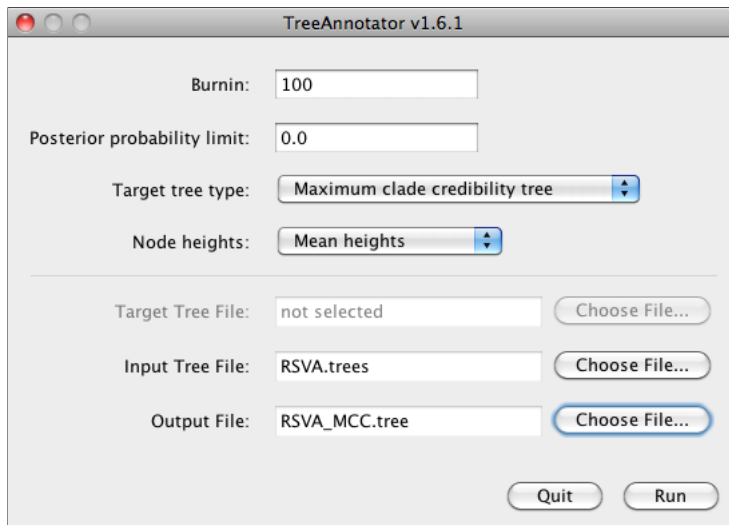 TreeAnnotator v1.6.1
Burnin: 100
Posterior probability limit: 0.0
Target tree type: Maximum clade credibility tree
Node heights: Mean heights
Target Tree File: not selected Choose File...
Input Tree File: RSVA.trees Choose File...
Output File: RSVA_MCC.tree Choose File...
Quit Run